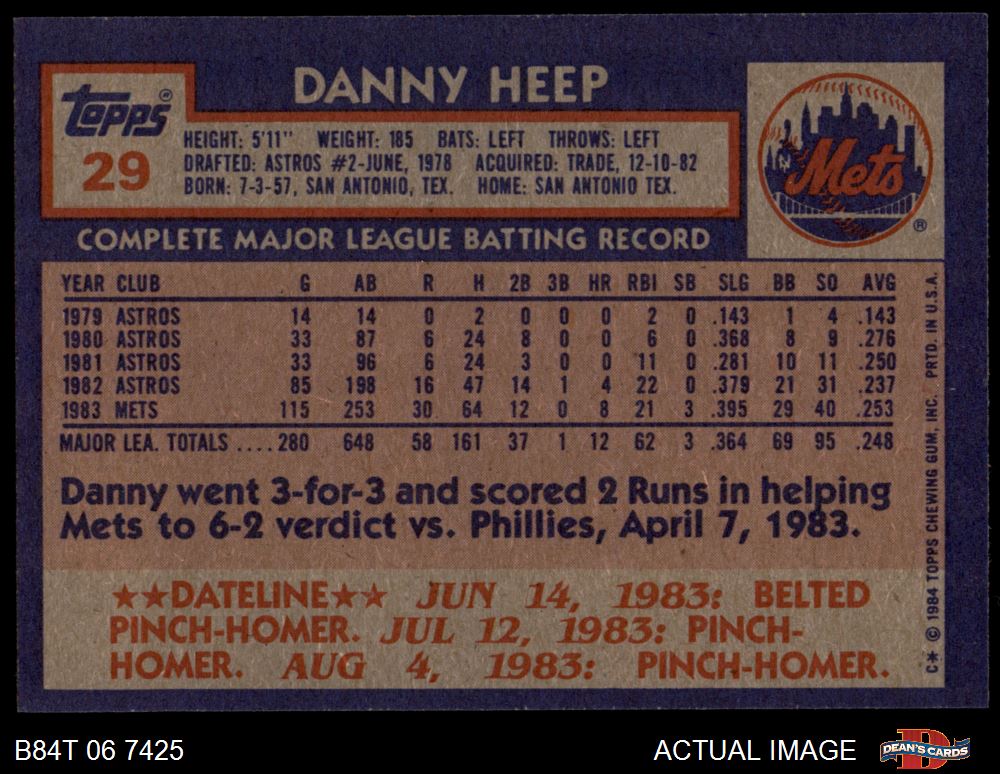 DANNY HEEP
Topps®
29
HEIGHT: 5'11" WEIGHT: 185 BATS: LEFT THROWS: LEFT
DRAFTED: ASTROS #2-JUNE, 1978 ACQUIRED: TRADE, 12-10-82
BORN: 7-3-57, SAN ANTONIO, TEX. HOME: SAN ANTONIO TEX.
Mets
®
COMPLETE MAJOR LEAGUE BATTING RECORD
YEAR CLUB G AB R H 2B 3B HR RBI SB SLG BB SO AVG
1979 ASTROS 14 14 0 2 0 0 0 2 0 .143 1 4 .143
1980 ASTROS 33 87 6 24 8 0 0 6 0 .368 8 9 .276
1981 ASTROS 33 96 6 24 3 0 0 11 0 .281 10 11 .250
1982 ASTROS 85 198 16 47 14 1 4 22 0 .379 21 31 .237
1983 METS 115 253 30 64 12 0 8 21 3 .395 29 40 .253
MAJOR LEA. TOTALS ....280 648 58 161 37 1 12 62 3 .364 69 95 .248
Danny went 3-for-3 and scored 2 Runs in helping
Mets to 6-2 verdict vs. Phillies, April 7, 1983.
★★DATELINE★★ JUN 14, 1983: BELTED
PINCH-HOMER. JUL 12, 1983: PINCH-
HOMER. AUG 4, 1983: PINCH-HOMER.
C* © 1984 TOPPS CHEWING GUM, INC. PRTD. IN U.S.A.
B84T 06 7425
ACTUAL IMAGE
DEAN'S CARDS